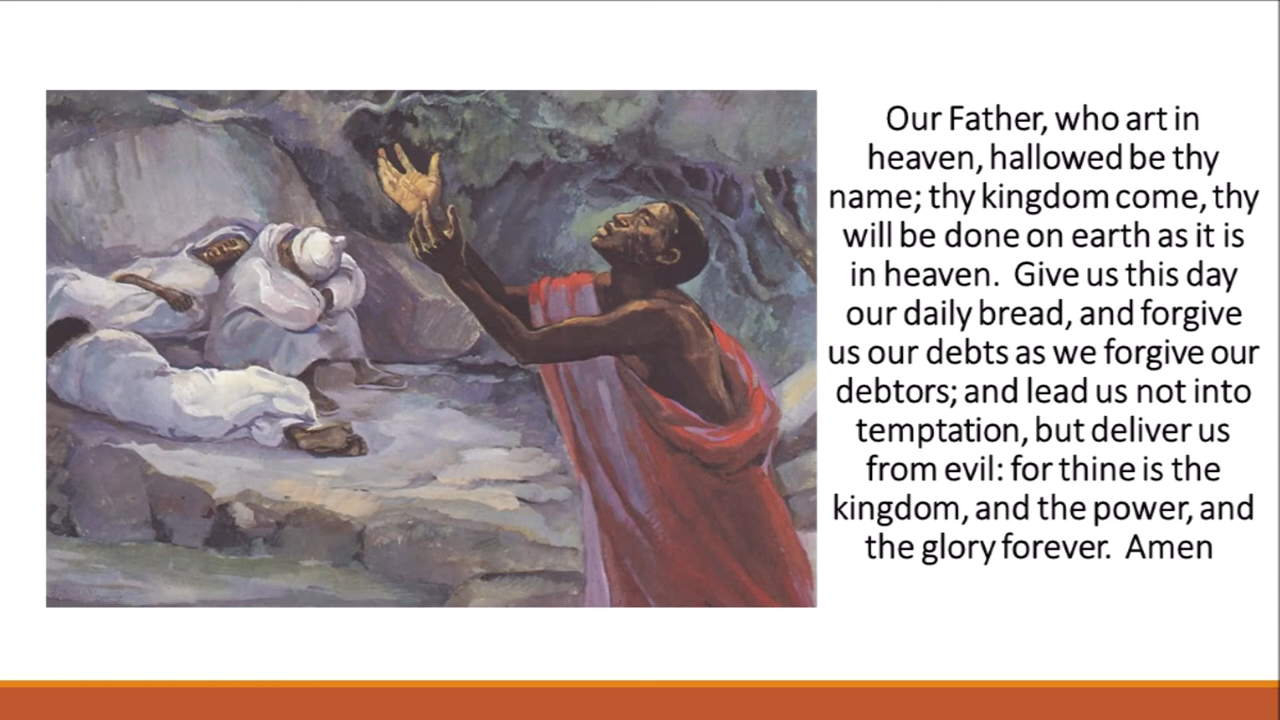 Our Father, who art in
heaven, hallowed be thy
name; thy kingdom come, thy
will be done on earth as it is
in heaven.  Give us this day
our daily bread, and forgive
us our debts as we forgive our
debtors; and lead us not into
temptation, but deliver us
from evil: for thine is the
kingdom, and the power, and
the glory forever.  Amen